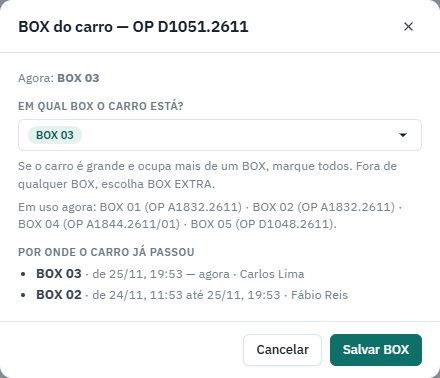 BOX do carro — OP D1051.2611
Agora: BOX 03
EM QUAL BOX O CARRO ESTÁ?
BOX 03
Se o carro é grande e ocupa mais de um BOX, marque todos. Fora de
qualquer BOX, escolha BOX EXTRA.
Em uso agora: BOX 01 (OP A1832.2611) · BOX 02 (OP A1832.2611) ·
BOX 04 (OP A1844.2611/01) · BOX 05 (OP D1048.2611).
POR ONDE O CARRO JÁ PASSOU
• BOX 03 · de 25/11, 19:53 — agora · Carlos Lima
• BOX 02 · de 24/11, 11:53 até 25/11, 19:53 · Fábio Reis
Cancelar Salvar BOX